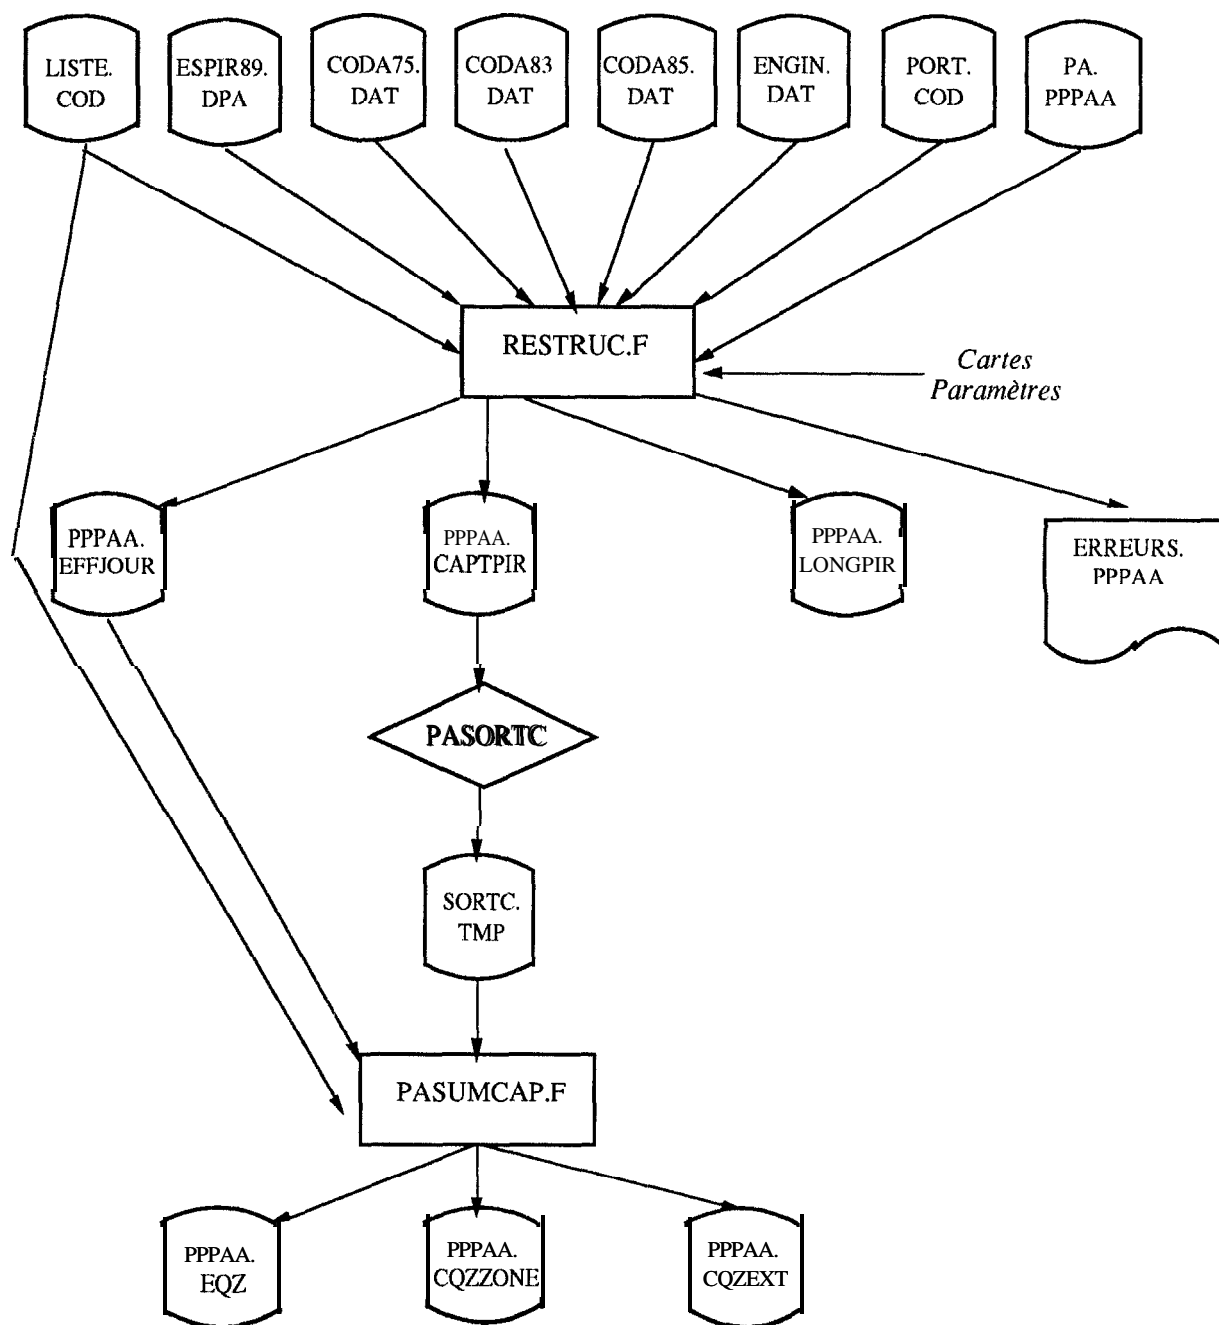 LISTE.
COD
ESPIR89.
DPA
CODA75.
DAT
CODA83
DAT
CODA85.
DAT
ENGIN.
DAT
PORT.
COD
PA.
PPPAA
RESTRUC.F
Cartes
Paramètres
PPPAA.
EFFJOUR
PPPAA.
CAPTPIR
PPPAA.
LONGPIR
ERREURS.
PPPAA
PASORTC
SORTC.
TMP
PASUMCAP.F
PPPAA.
EQZ
PPPAA.
CQZZONE
PPPAA.
CQZEXT